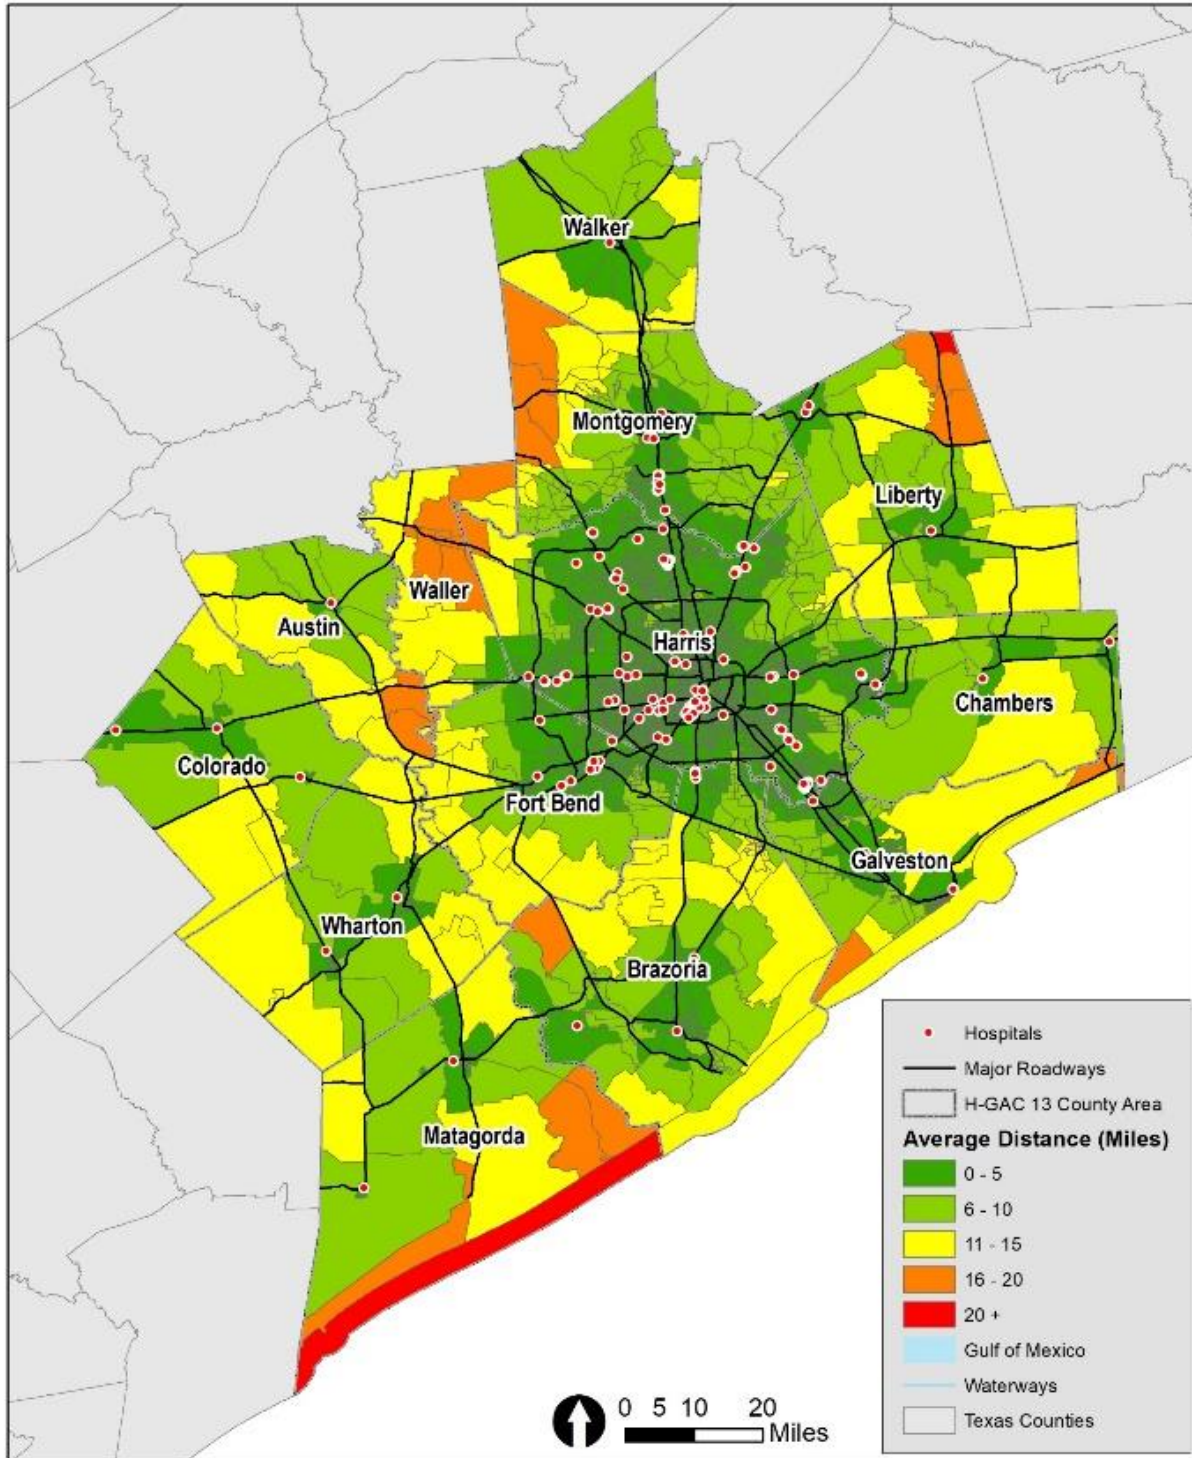 Walker
Montgomery
Liberty
Waller
Austin
Harris
Chambers
Colorado
Fort Bend
Galveston
Wharton
Brazoria
Matagorda
Hospitals
Major Roadways
H-GAC 13 County Area
Average Distance (Miles)
0 - 5
6 - 10
11 - 15
16 - 20
20 +
Gulf of Mexico
Waterways
Texas Counties
0 5 10 20
Miles